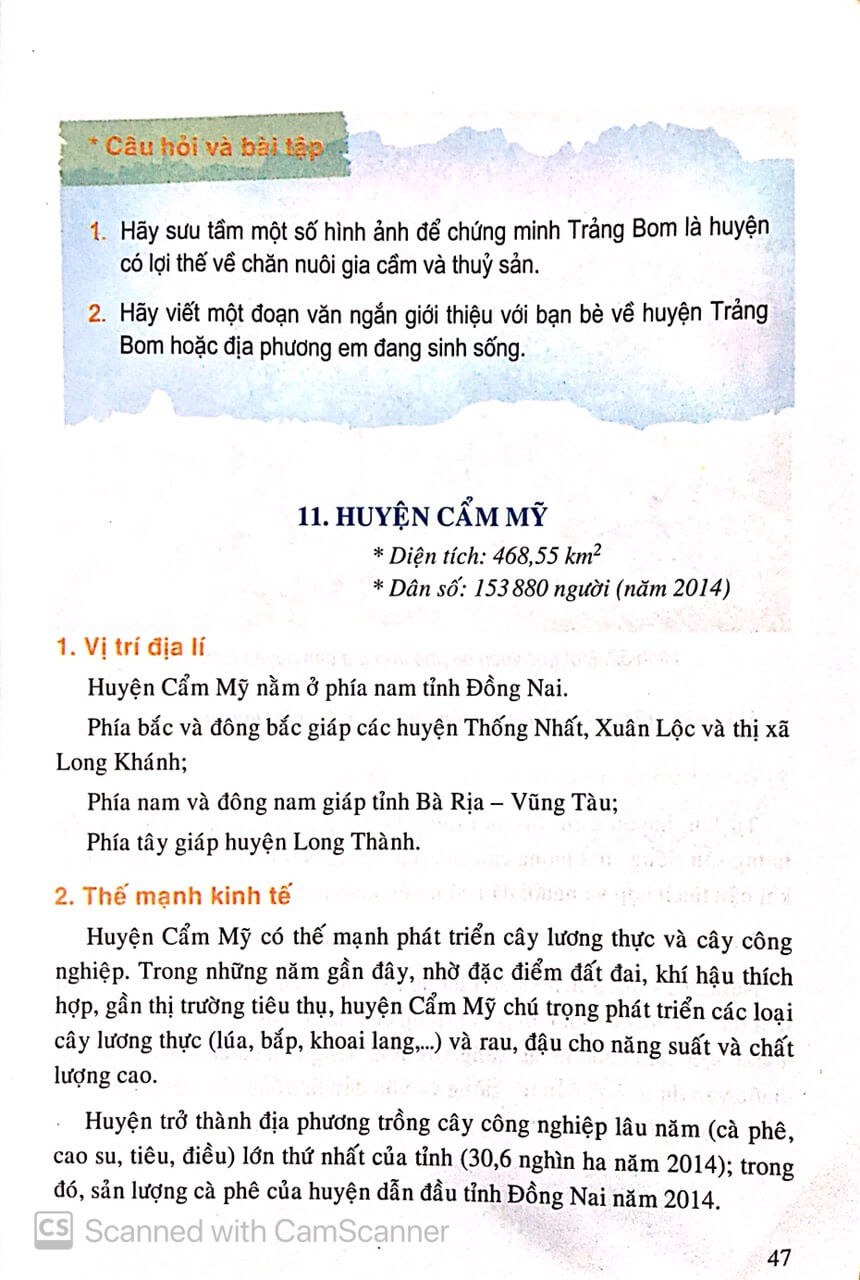 * Câu hỏi và bài tập
1. Hãy sưu tầm một số hình ảnh để chứng minh Trảng Bom là huyện
có lợi thế về chăn nuôi gia cầm và thuỷ sản.
2. Hãy viết một đoạn văn ngắn giới thiệu với bạn bè về huyện Trảng
Bom hoặc địa phương em đang sinh sống.
11. HUYỆN CẨM MỸ
* Diện tích: 468,55 km²
* Dân số: 153 880 người (năm 2014)
1. Vị trí địa lí
Huyện Cẩm Mỹ nằm ở phía nam tỉnh Đồng Nai.
Phía bắc và đông bắc giáp các huyện Thống Nhất, Xuân Lộc và thị xã
Long Khánh;
Phía nam và đông nam giáp tỉnh Bà Rịa – Vũng Tàu;
Phía tây giáp huyện Long Thành.
2. Thế mạnh kinh tế
Huyện Cẩm Mỹ có thế mạnh phát triển cây lương thực và cây công
nghiệp. Trong những năm gần đây, nhờ đặc điểm đất đai, khí hậu thích
hợp, gần thị trường tiêu thụ, huyện Cẩm Mỹ chú trọng phát triển các loại
cây lương thực (lúa, bắp, khoai lang,...) và rau, đậu cho năng suất và chất
lượng cao.
Huyện trở thành địa phương trồng cây công nghiệp lâu năm (cà phê,
cao su, tiêu, điều) lớn thứ nhất của tỉnh (30,6 nghìn ha năm 2014); trong
đó, sản lượng cà phê của huyện dẫn đầu tỉnh Đồng Nai năm 2014.
CS Scanned with CamScanner
47